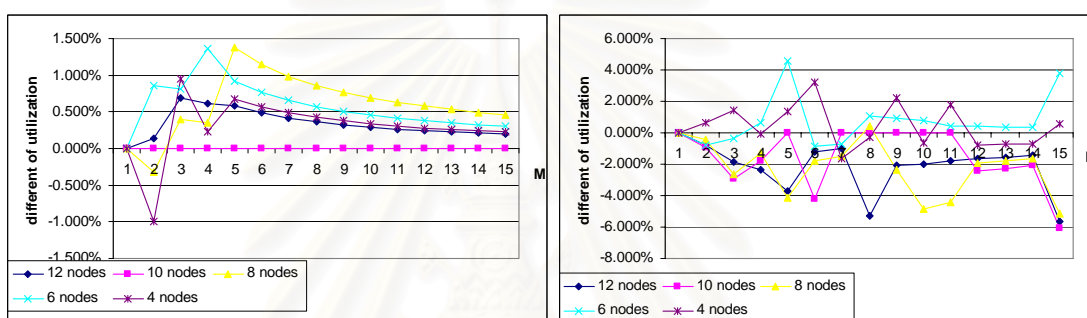 1.500%
1.000%
0.500%
0.000%
-0.500%
-1.000%
-1.500%
different of utilization
1 2 3 4 5 6 7 8 9 10 11 12 13 14 15
M
12 nodes 10 nodes 8 nodes
6 nodes 4 nodes
6.000%
4.000%
2.000%
0.000%
-2.000%
-4.000%
-6.000%
-8.000%
different of utilization
1 2 3 4 5 6 7 8 9 10 11 12 13 14 15
12 nodes 10 nodes 8 nodes
6 nodes 4 nodes